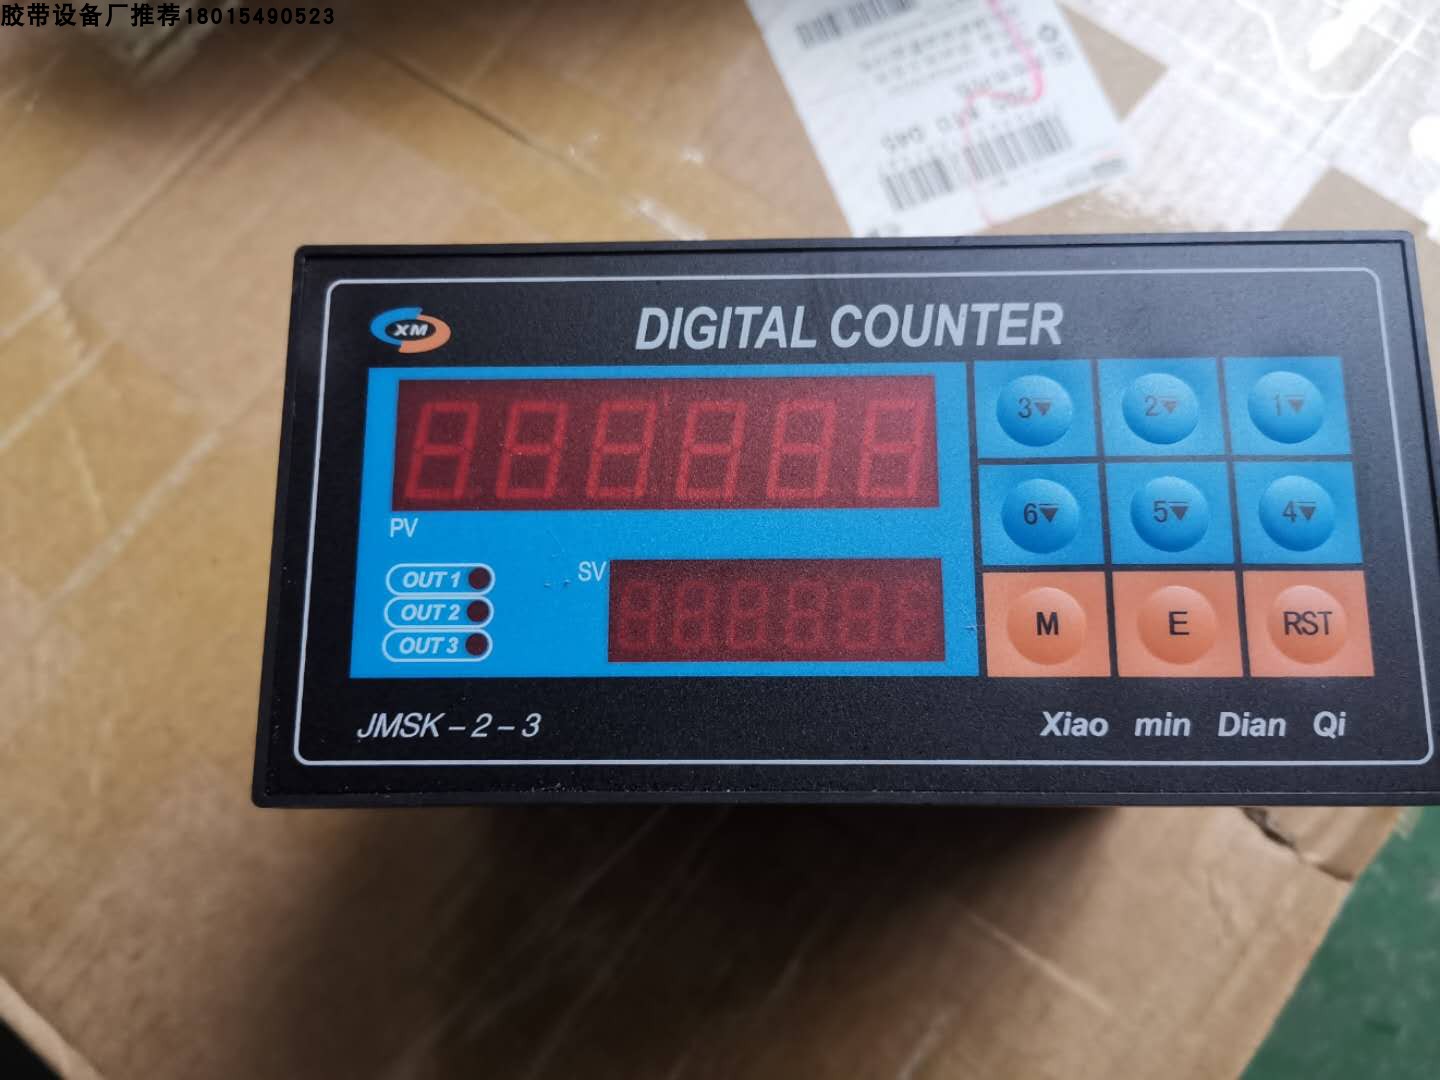 胶带设备厂推荐18015490523
XM
DIGITAL COUNTER
PV
SV
OUT 1
OUT 2
OUT 3
3 2 1
6 5 4
M E RST
JMSK-2-3
Xiao min Dian Qi